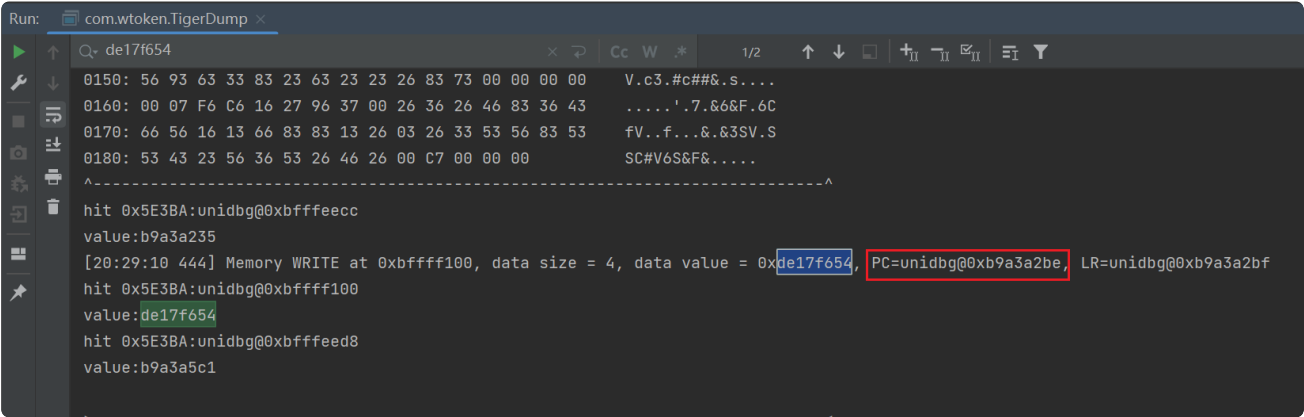 Run: com.wtoken.TigerDump ×
de17f654 × Cc W .* 1/2
0150: 56 93 63 33 83 23 63 23 23 26 83 73 00 00 00 00    V.c3.#c##&.s....
0160: 00 07 F6 C6 16 27 96 37 00 26 36 26 46 83 36 43    .....'.7.&6&F.6C
0170: 66 56 16 13 66 83 83 13 26 03 26 33 53 56 83 53    fV..f...&.&3SV.S
0180: 53 43 23 56 36 53 26 46 26 00 C7 00 00 00    SC#V6S&F&.....
^-----------------------------------------------------------------------------^
hit 0x5E3BA:unidbg@0xbfffeecc
value:b9a3a235
[20:29:10 444] Memory WRITE at 0xbffff100, data size = 4, data value = 0xde17f654, PC=unidbg@0xb9a3a2be, LR=unidbg@0xb9a3a2bf
hit 0x5E3BA:unidbg@0xbffff100
value:de17f654
hit 0x5E3BA:unidbg@0xbfffeed8
value:b9a3a5c1